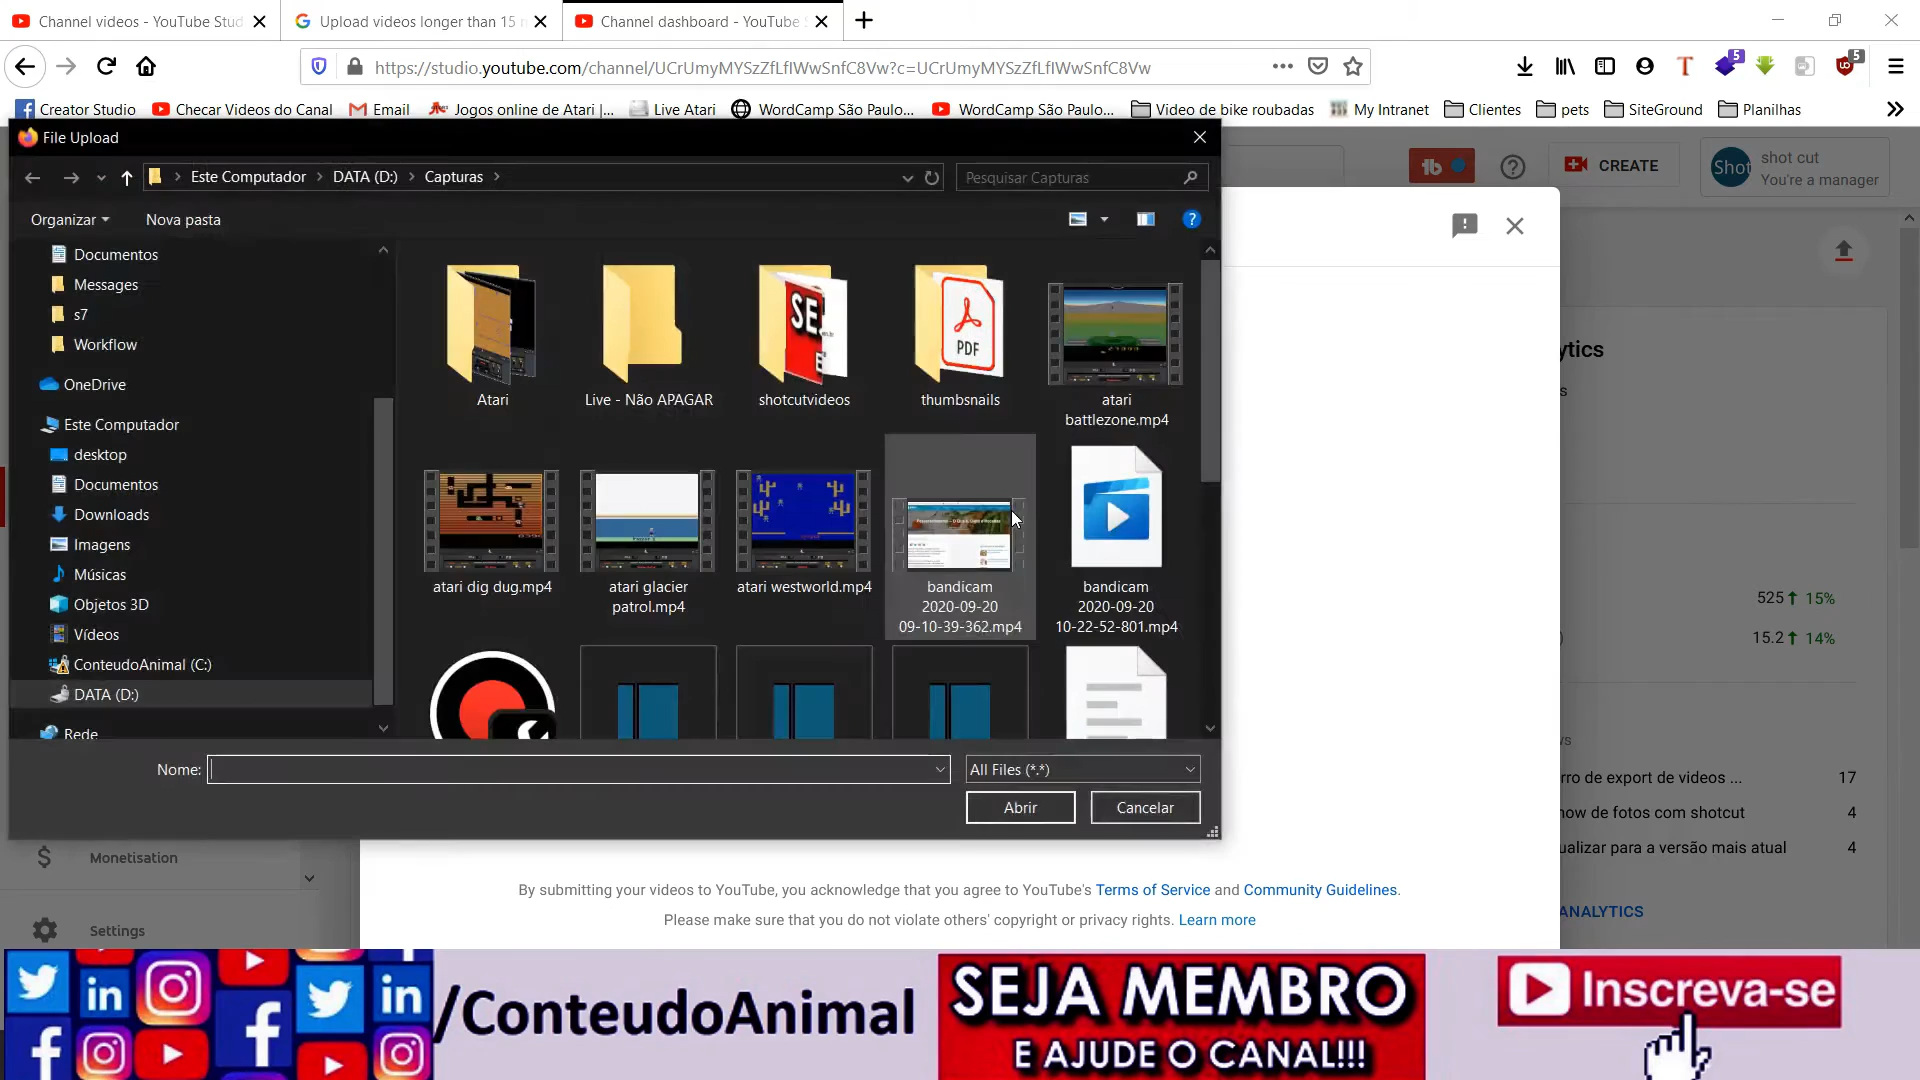 Channel videos - YouTube Stud
Upload videos longer than 15 m
Channel dashboard - YouTube S
https://studio.youtube.com/channel/UCrUmyMYSzZfLfIWwSnfC8Vw?c=UCrUmyMYSzZfLfIWwSnfC8Vw
5
5
Creator Studio
Checar Videos do Canal
Email
Jogos online de Atari |...
Live Atari
WordCamp São Paulo...
WordCamp São Paulo...
Video de bike roubadas
My Intranet
Clientes
pets
SiteGround
Planilhas
File Upload
Este Computador
DATA (D:)
Capturas
Pesquisar Capturas
Organizar
Nova pasta
tb
CREATE
Shot
shot cut
You're a manager
Documentos
Messages
s7
Workflow
OneDrive
Este Computador
desktop
Documentos
Downloads
Imagens
Músicas
Objetos 3D
Vídeos
ConteudoAnimal (C:)
DATA (D:)
Rede
SE
PDF
Atari
Live - Não APAGAR
shotcutvideos
thumbsnails
atari
battlezone.mp4
atari dig dug.mp4
atari glacier
patrol.mp4
atari westworld.mp4
bandicam
2020-09-20
09-10-39-362.mp4
bandicam
2020-09-20
10-22-52-801.mp4
Nome:
All Files (*.*)
Abrir
Cancelar
ytics
s
525 15%
15.2 14%
ws
rro de export de videos ... 17
how de fotos com shotcut 4
ualizar para a versão mais atual 4
ANALYTICS
Monetisation
Settings
By submitting your videos to YouTube, you acknowledge that you agree to YouTube's Terms of Service and Community Guidelines.
Please make sure that you do not violate others' copyright or privacy rights. Learn more
/ConteudoAnimal
SEJA MEMBRO
E AJUDE O CANAL!!!
Inscreva-se